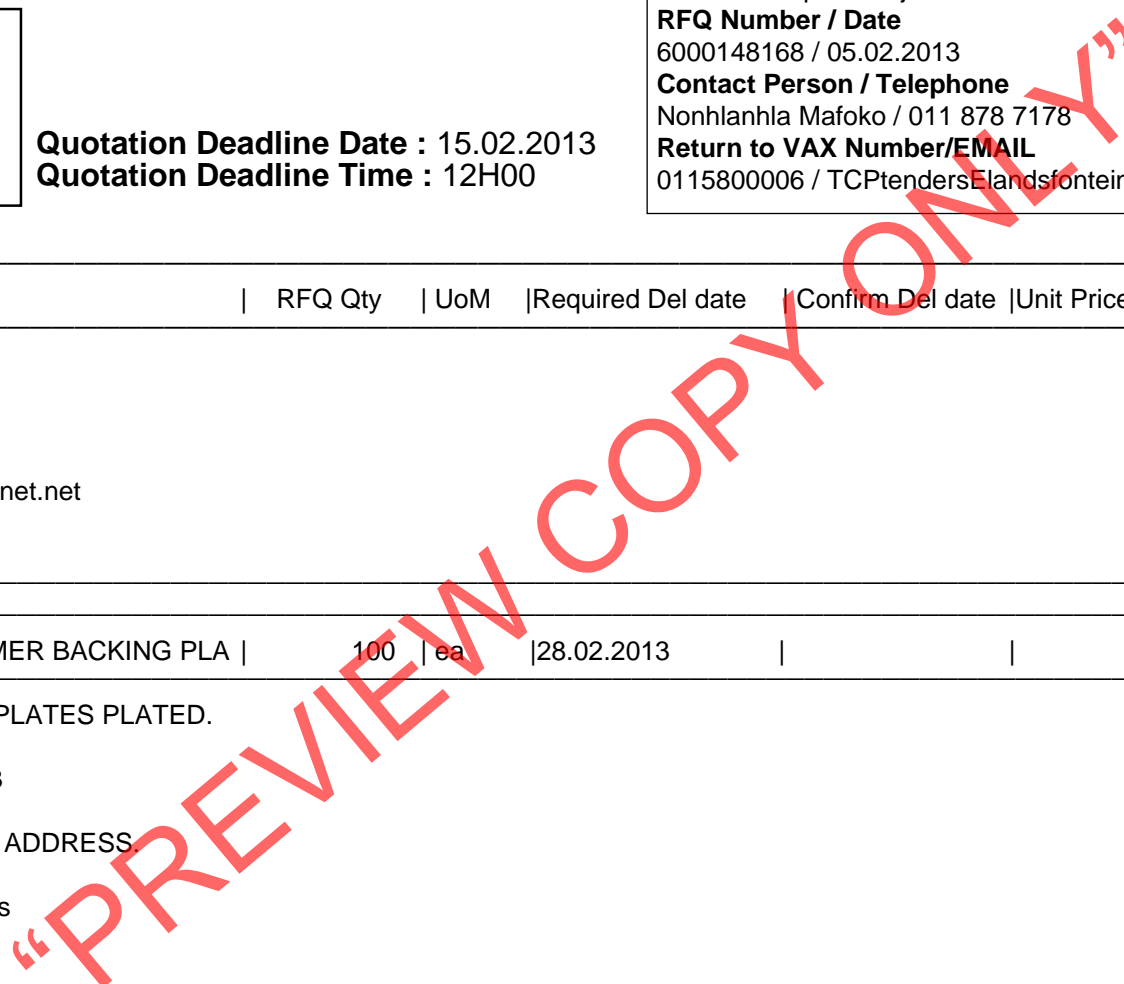 RFQ Number / Date
6000148168 / 05.02.2013
Contact Person / Telephone
Nonhlanhla Mafoko / 011 878 7178
Return to VAX Number/EMAIL
0115800006 / TCPtendersElandsfontein
Quotation Deadline Date : 15.02.2013
Quotation Deadline Time : 12H00
| RFQ Qty | UoM |Required Del date | Confirm Del date |Unit Price
net.net
MER BACKING PLA | 100 | ea |28.02.2013 | |
PLATES PLATED.
ADDRESS.
s
“PREVIEW COPY ONLY”